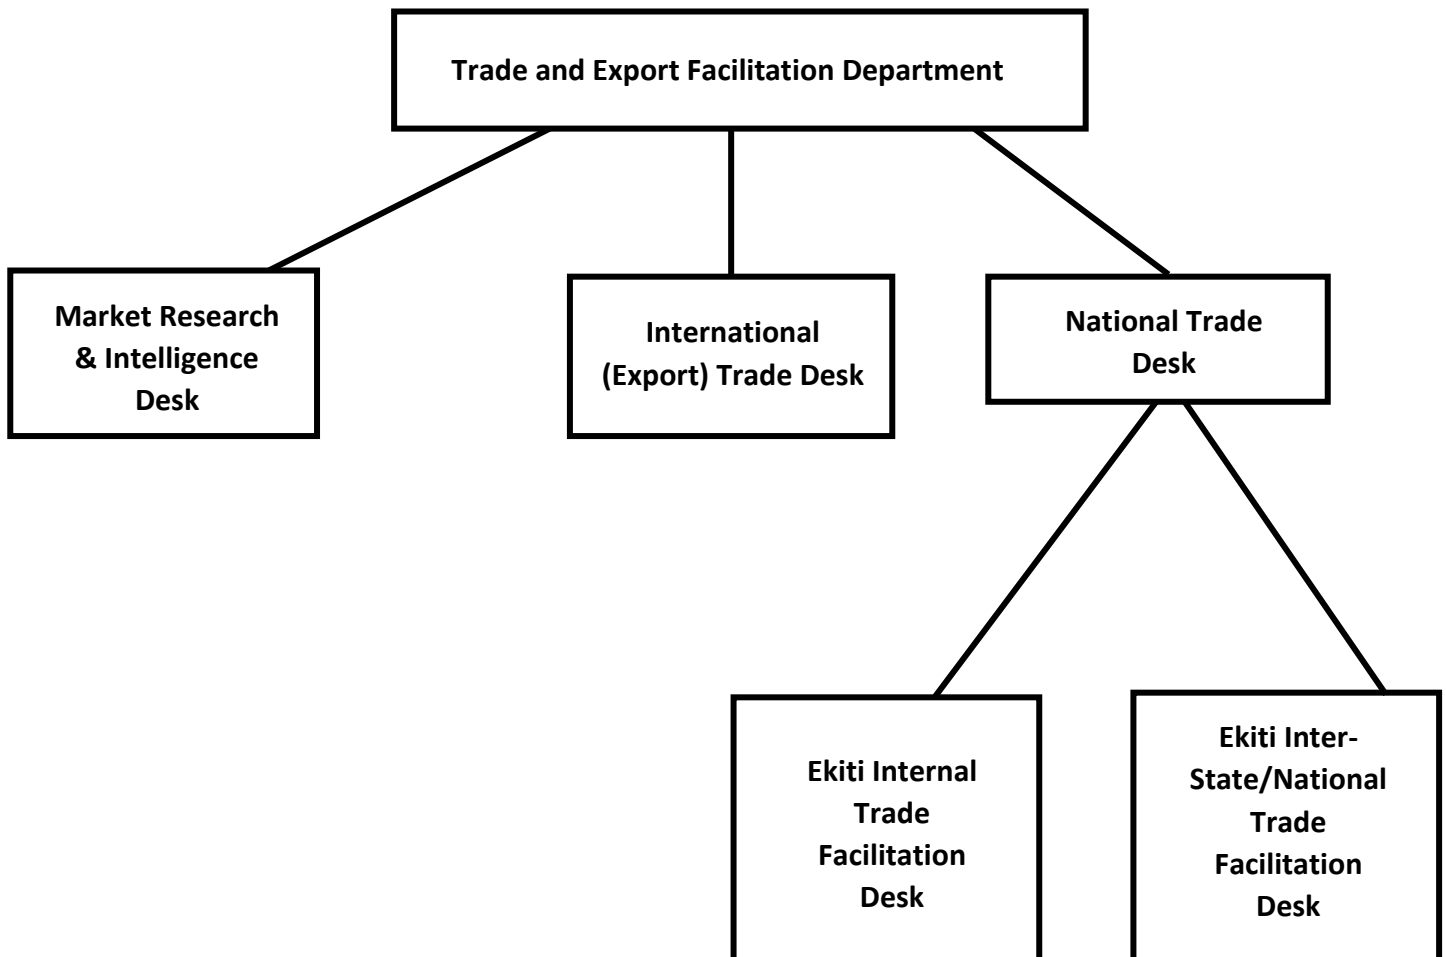 Trade and Export Facilitation Department
Market Research
& Intelligence
Desk
International
(Export) Trade Desk
National Trade
Desk
Ekiti Internal
Trade
Facilitation
Desk
Ekiti Inter-
State/National
Trade
Facilitation
Desk